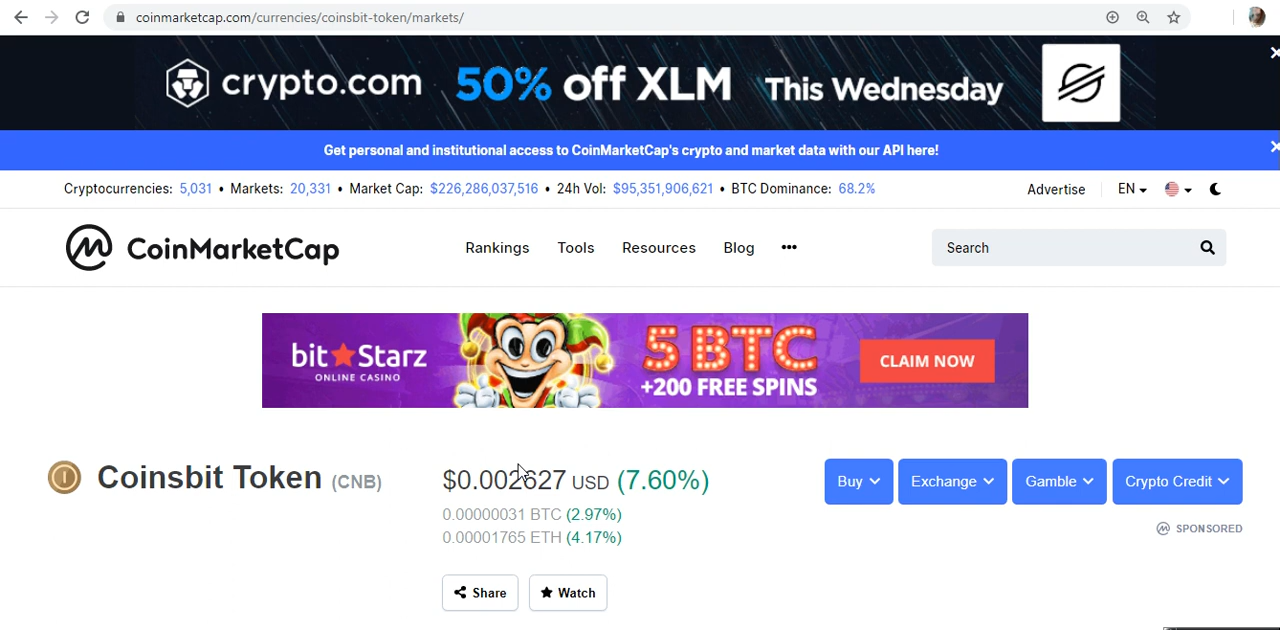 coinmarketcap.com/currencies/coinsbit-token/markets/
crypto.com 50% off XLM This Wednesday
Get personal and institutional access to CoinMarketCap's crypto and market data with our API here!
Cryptocurrencies: 5,031 • Markets: 20,331 • Market Cap: $226,286,037,516 • 24h Vol: $95,351,906,621 • BTC Dominance: 68.2% Advertise EN
CoinMarketCap Rankings Tools Resources Blog ••• Search
bit Starz
ONLINE CASINO
5 BTC
+200 FREE SPINS
CLAIM NOW
Coinsbit Token (CNB) $0.002627 USD (7.60%) Buy Exchange Gamble Crypto Credit
0.00000031 BTC (2.97%)
SPONSORED
0.00001765 ETH (4.17%)
Share Watch